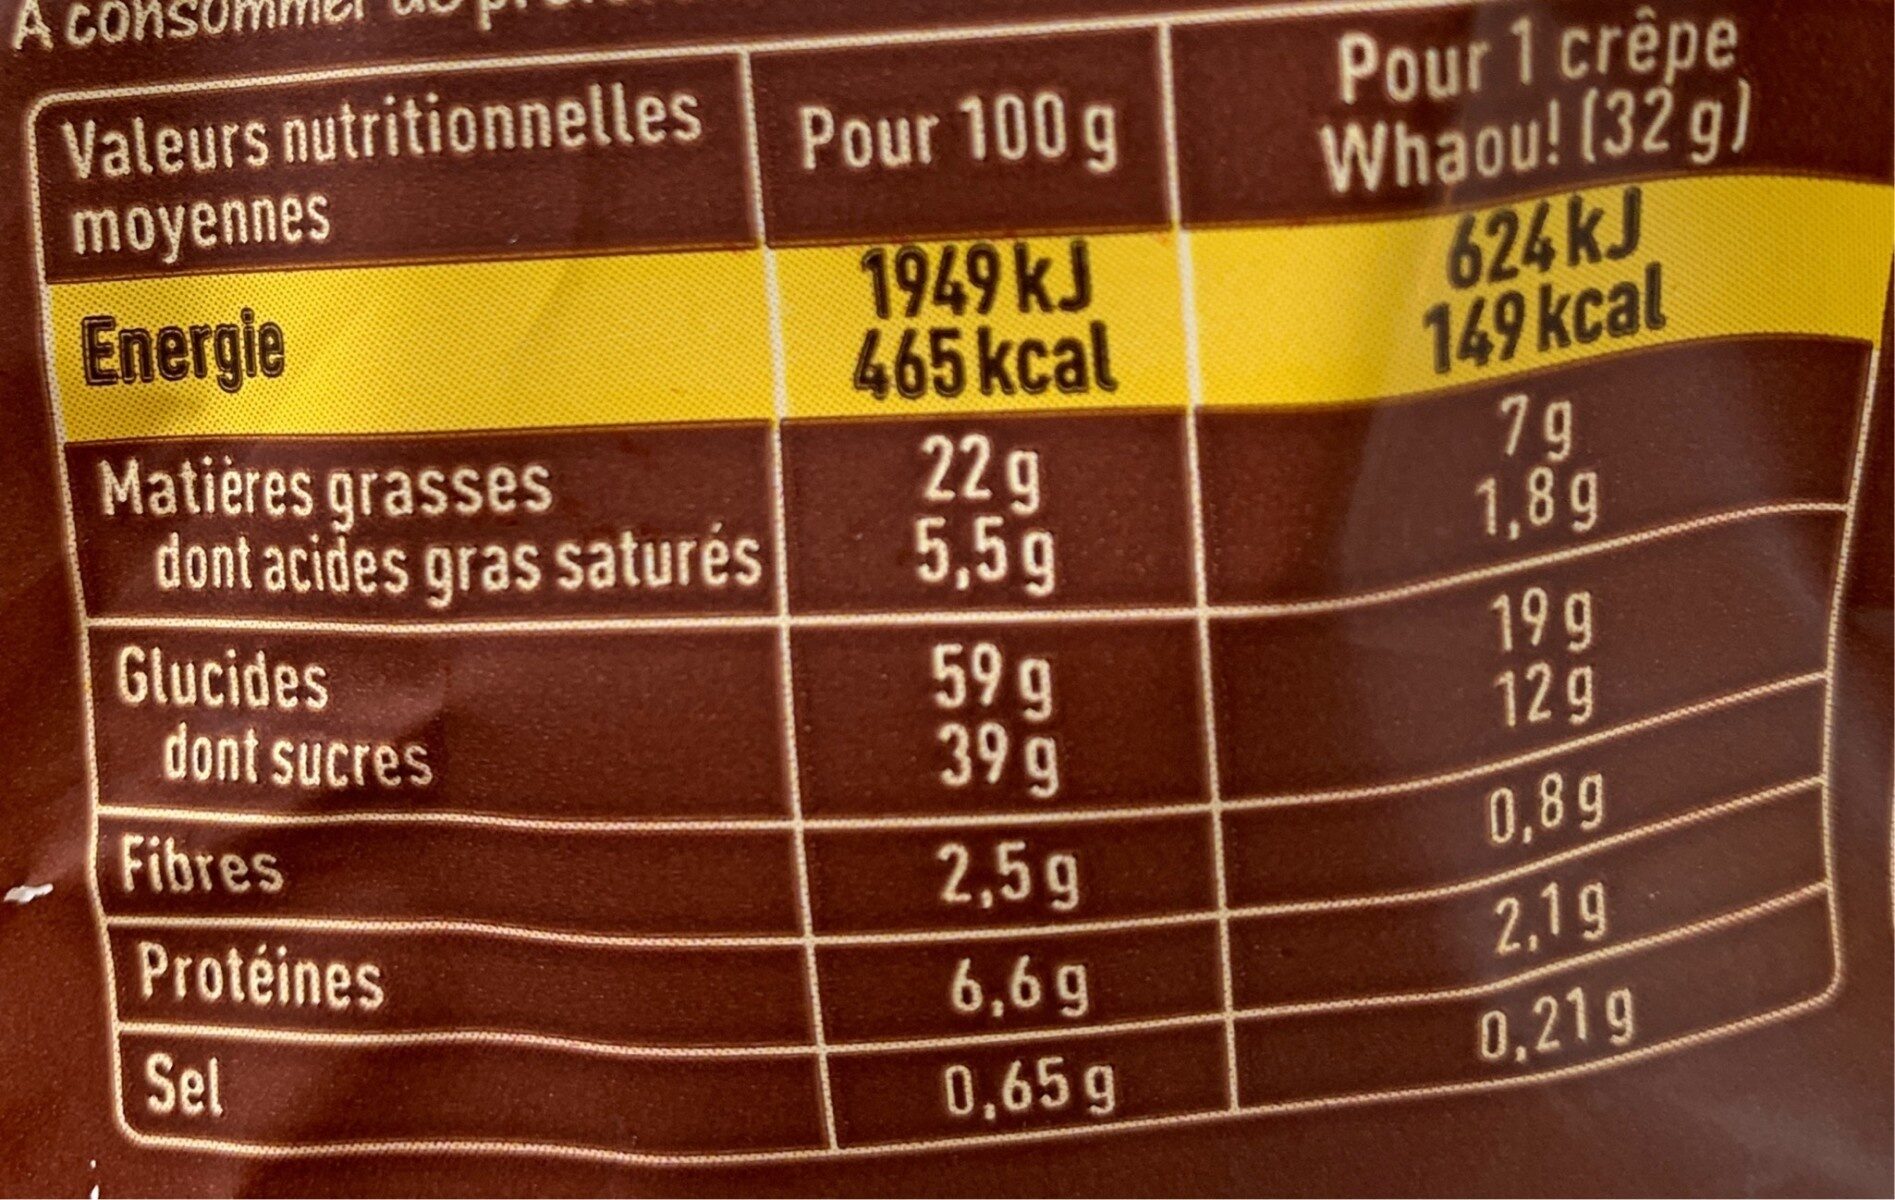 A consommer
Valeurs nutritionnelles moyennes
Pour 100 g
Pour 1 crêpe
Whaou! (32 g)
Energie
1949 kJ
465 kcal
624 kJ
149 kcal
Matières grasses 22 g 7 g
dont acides gras saturés 5,5 g 1,8 g
Glucides 59 g 19 g
dont sucres 39 g 12 g
Fibres 2,5 g 0,8 g
Protéines 6,6 g 2,1 g
Sel 0,65 g 0,21 g